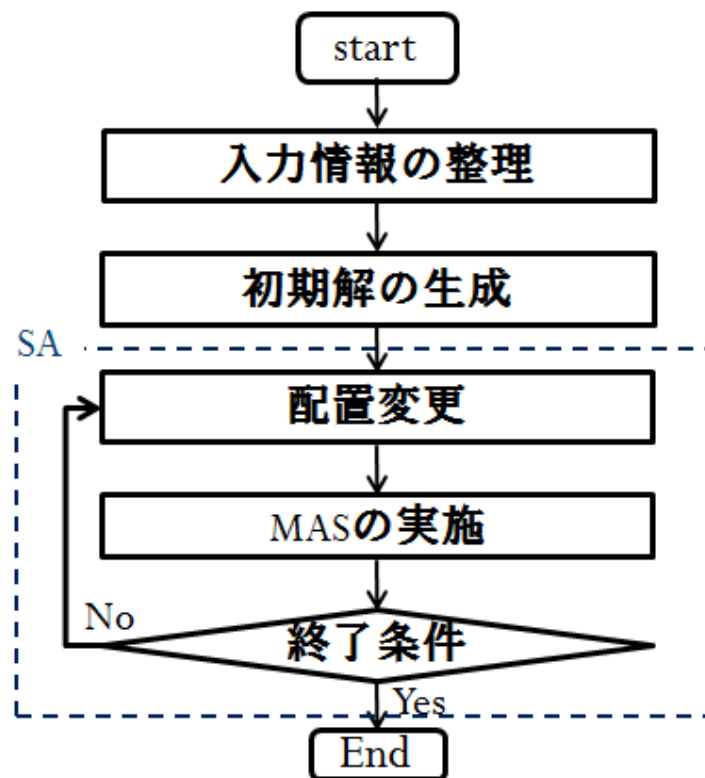 start
入力情報の整理
初期解の生成
SA
配置変更
MASの実施
No
終了条件
Yes
End